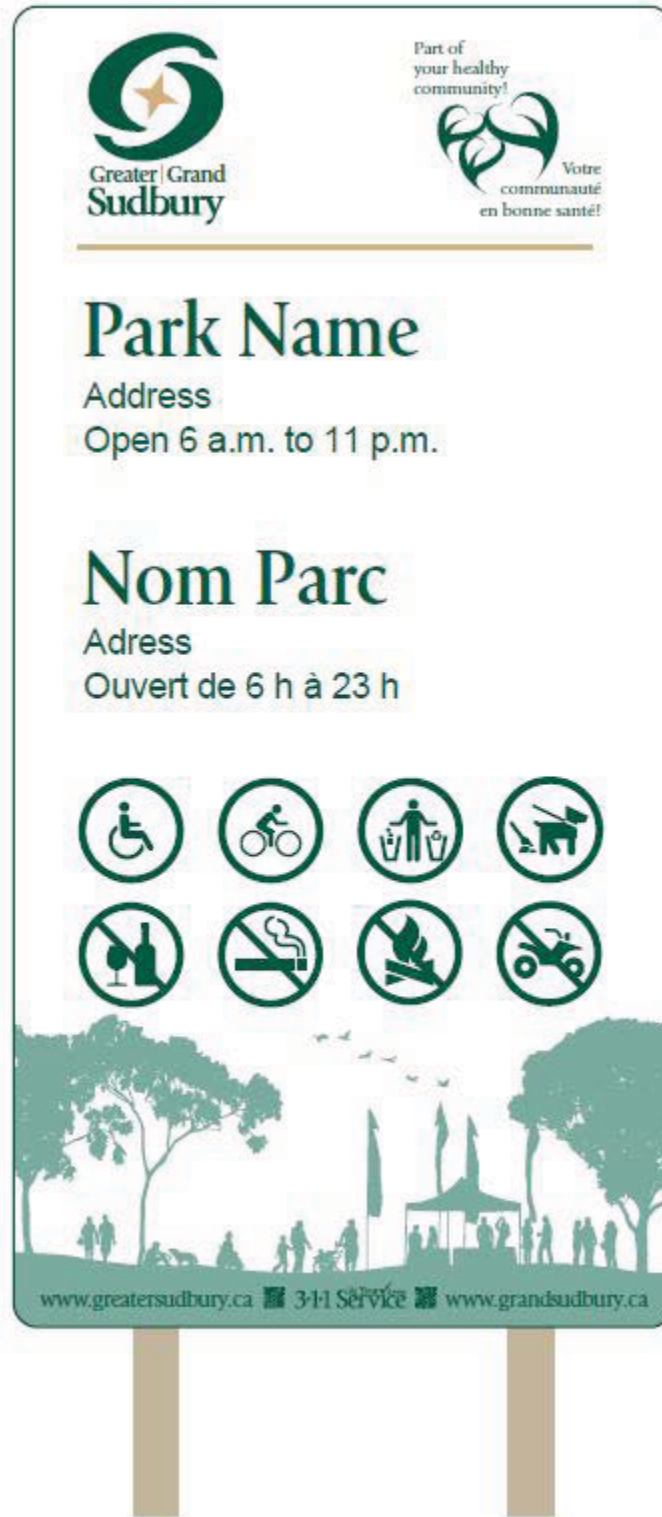 Greater | Grand
Sudbury
Part of
your healthy
community!
Votre
communauté
en bonne santé!
Park Name
Address
Open 6 a.m. to 11 p.m.
Nom Parc
Adress
Ouvert de 6 h à 23 h
www.greatersudbury.ca 3-1-1 Service www.grandsudbury.ca